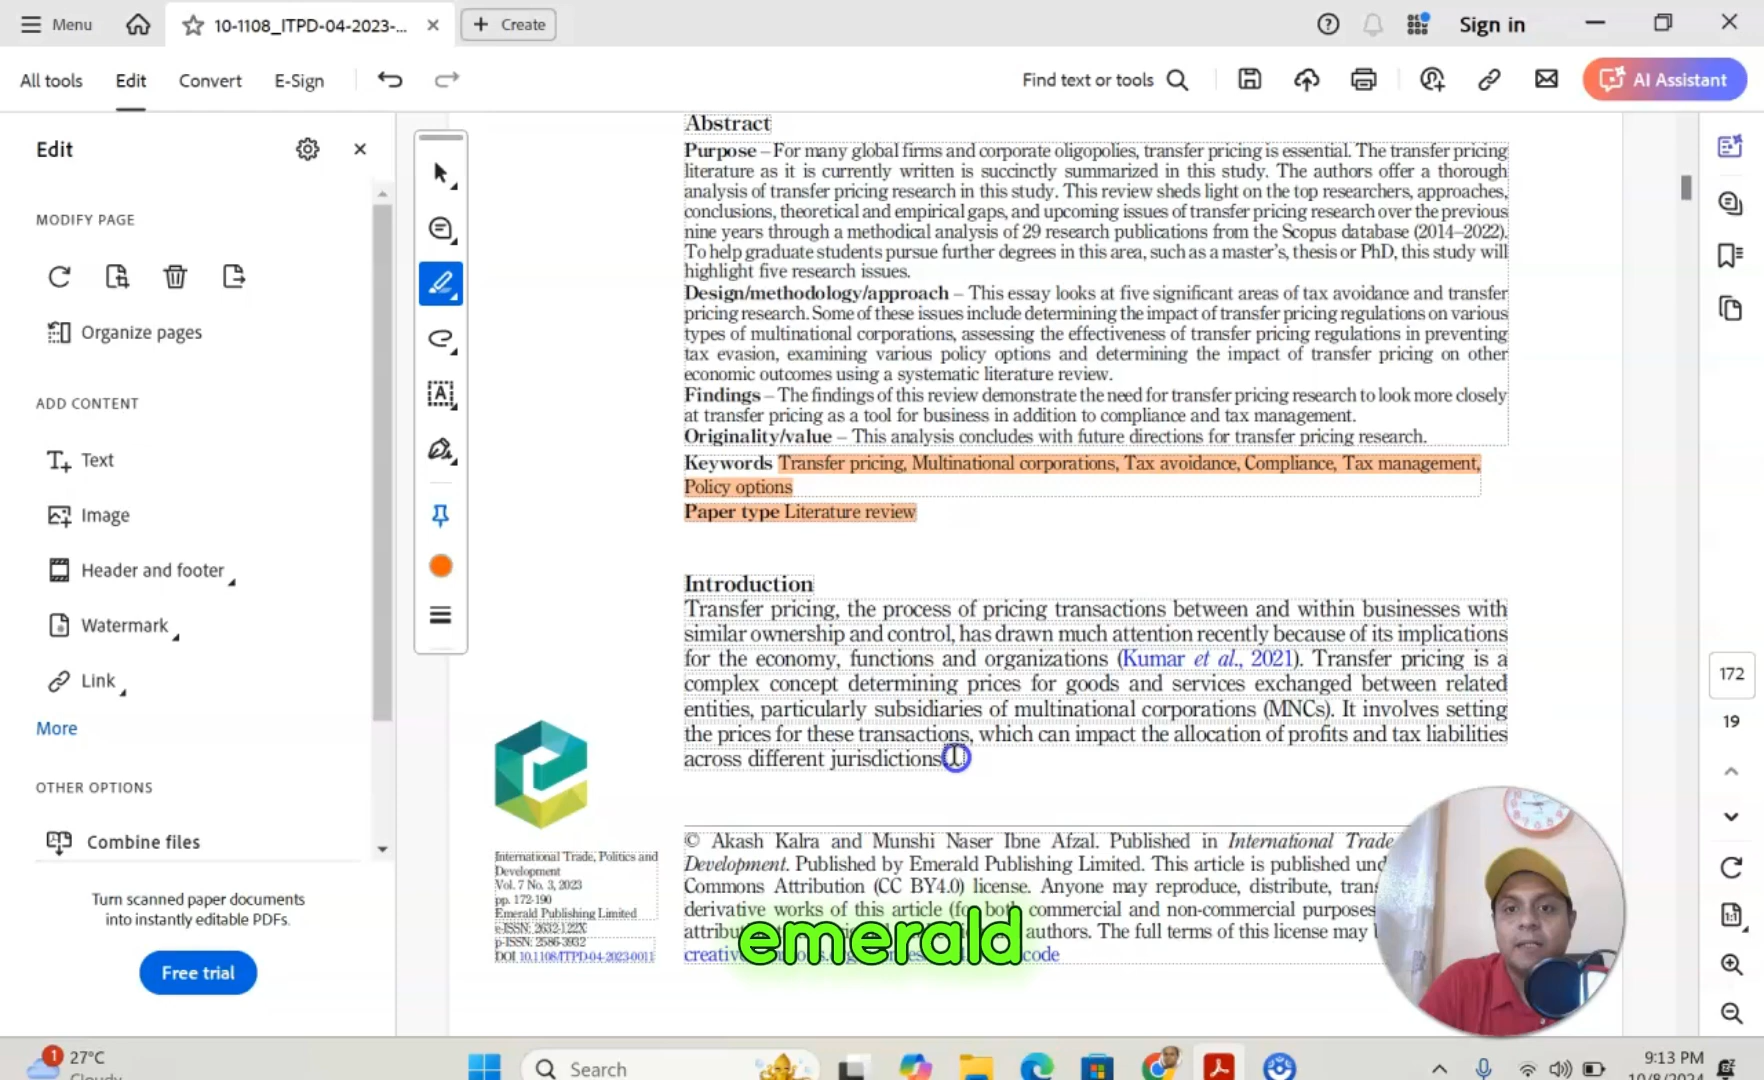 Menu
10-1108_ITPD-04-2023-...
Create
Sign in
All tools
Edit
Convert
E-Sign
Find text or tools
AI Assistant
Edit
MODIFY PAGE
Organize pages
ADD CONTENT
Text
Image
Header and footer
Watermark
Link
More
OTHER OPTIONS
Combine files
Turn scanned paper documents
into instantly editable PDFs.
Free trial
Abstract
Purpose – For many global firms and corporate oligopolies, transfer pricing is essential. The transfer pricing
literature as it is currently written is succinctly summarized in this study. The authors offer a thorough
analysis of transfer pricing research in this study. This review sheds light on the top researchers, approaches,
conclusions, theoretical and empirical gaps, and upcoming issues of transfer pricing research over the previous
nine years through a methodical analysis of 29 research publications from the Scopus database (2014–2022).
To help graduate students pursue further degrees in this area, such as a master's, thesis or PhD, this study will
highlight five research issues.
Design/methodology/approach – This essay looks at five significant areas of tax avoidance and transfer
pricing research. Some of these issues include determining the impact of transfer pricing regulations on various
types of multinational corporations, assessing the effectiveness of transfer pricing regulations in preventing
tax evasion, examining various policy options and determining the impact of transfer pricing on other
economic outcomes using a systematic literature review.
Findings – The findings of this review demonstrate the need for transfer pricing research to look more closely
at transfer pricing as a tool for business in addition to compliance and tax management.
Originality/value – This analysis concludes with future directions for transfer pricing research.
Keywords Transfer pricing, Multinational corporations, Tax avoidance, Compliance, Tax management,
Policy options
Paper type Literature review
Introduction
Transfer pricing, the process of pricing transactions between and within businesses with
similar ownership and control, has drawn much attention recently because of its implications
for the economy, functions and organizations (Kumar et al., 2021). Transfer pricing is a
complex concept determining prices for goods and services exchanged between related
entities, particularly subsidiaries of multinational corporations (MNCs). It involves setting
the prices for these transactions, which can impact the allocation of profits and tax liabilities
across different jurisdictions
International Trade, Politics and
Development
Vol. 7 No. 3, 2023
pp. 172-190
Emerald Publishing Limited
e-ISSN: 2632-122X
p-ISSN: 2586-3932
DOI 10.1108/ITPD-04-2023-0011
© Akash Kalra and Munshi Naser Ibne Afzal. Published in International Trade
Development. Published by Emerald Publishing Limited. This article is published
Commons Attribution (CC BY4.0) license. Anyone may reproduce, distribute,
derivative works of this article (for both commercial and non-commercial purposes
authors. The full terms of this license may
code
emerald
172
19
1
27°C
Cloudy
Search
9:13 PM
10/8/2024